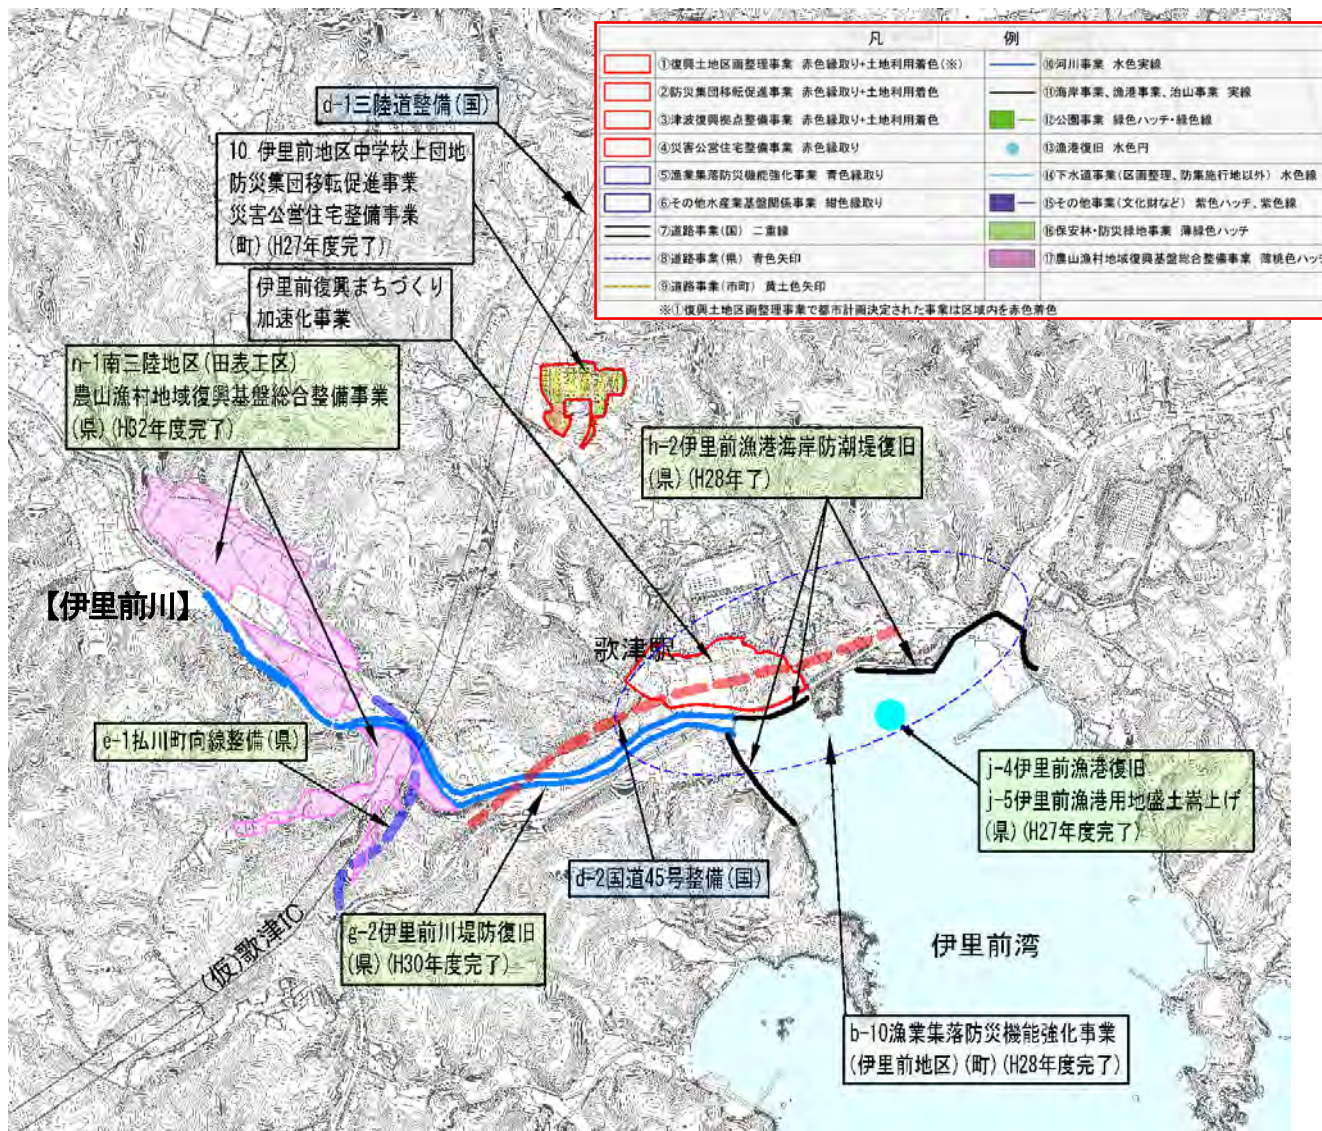 凡 例
①復興土地区画整理事業 赤色縁取り+土地利用着色(※)
②防災集団移転促進事業 赤色縁取り+土地利用着色
③津波復興拠点整備事業 赤色縁取り+土地利用着色
④災害公営住宅整備事業 赤色縁取り
⑤漁業集落防災機能強化事業 青色縁取り
⑥その他水産業基盤関係事業 紺色縁取り
⑦道路事業(国) 二重線
⑧道路事業(県) 青色矢印
⑨道路事業(市町) 黄土色矢印
⑩河川事業 水色実線
⑪海岸事業、漁港事業、治山事業 実線
⑫公園事業 緑色ハッチ・緑色線
⑬漁港復旧 水色円
⑭下水道事業(区画整理、防集施行地以外) 水色線
⑮その他事業(文化財など) 紫色ハッチ、紫色線
⑯保安林・防災緑地事業 薄緑色ハッチ
⑰農山漁村地域復興基盤総合整備事業 薄桃色ハッチ
※①復興土地区画整理事業で都市計画決定された事業は区域内を赤色着色
d-1三陸道整備(国)
10. 伊里前地区中学校上団地
防災集団移転促進事業
災害公営住宅整備事業
(町)(H27年度完了)
伊里前復興まちづくり
加速化事業
n-1南三陸地区(田表工区)
農山漁村地域復興基盤総合整備事業
(県)(H32年度完了)
h-2伊里前漁港海岸防潮堤復旧
(県)(H28年了)
【伊里前川】
歌津駅
e-1払川町向線整備(県)
j-4伊里前漁港復旧
j-5伊里前漁港用地盛土嵩上げ
(県)(H27年度完了)
d-2国道45号整備(国)
g-2伊里前川堤防復旧
(県)(H30年度完了)
(仮)歌津IC
伊里前湾
b-10漁業集落防災機能強化事業
(伊里前地区)(町)(H28年度完了)